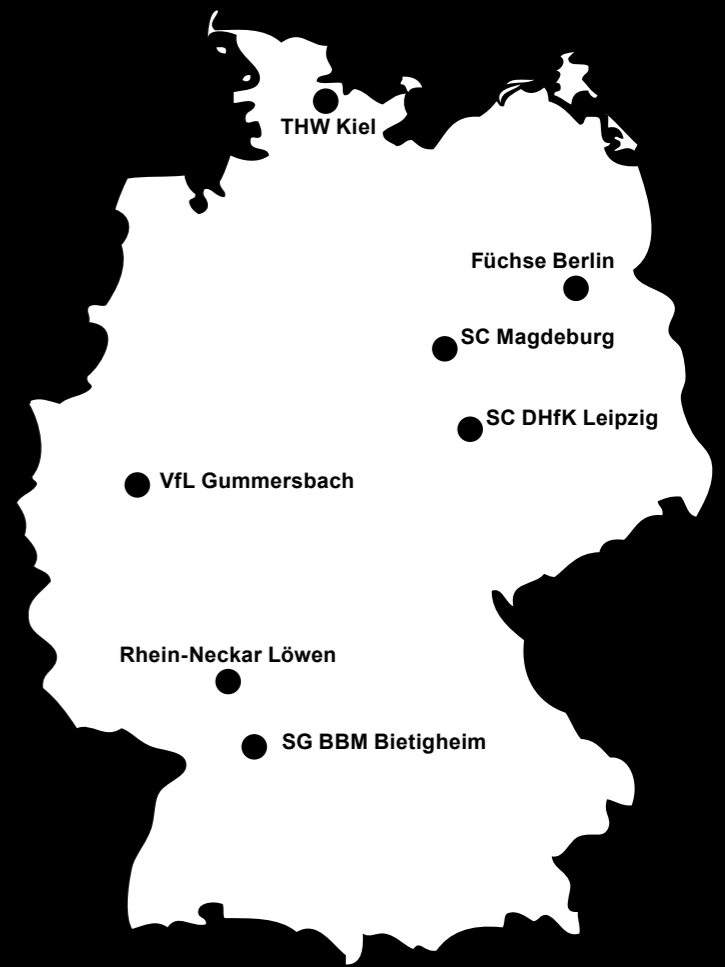 THW Kiel
Füchse Berlin
SC Magdeburg
SC DHfK Leipzig
VfL Gummersbach
Rhein-Neckar Löwen
SG BBM Bietigheim